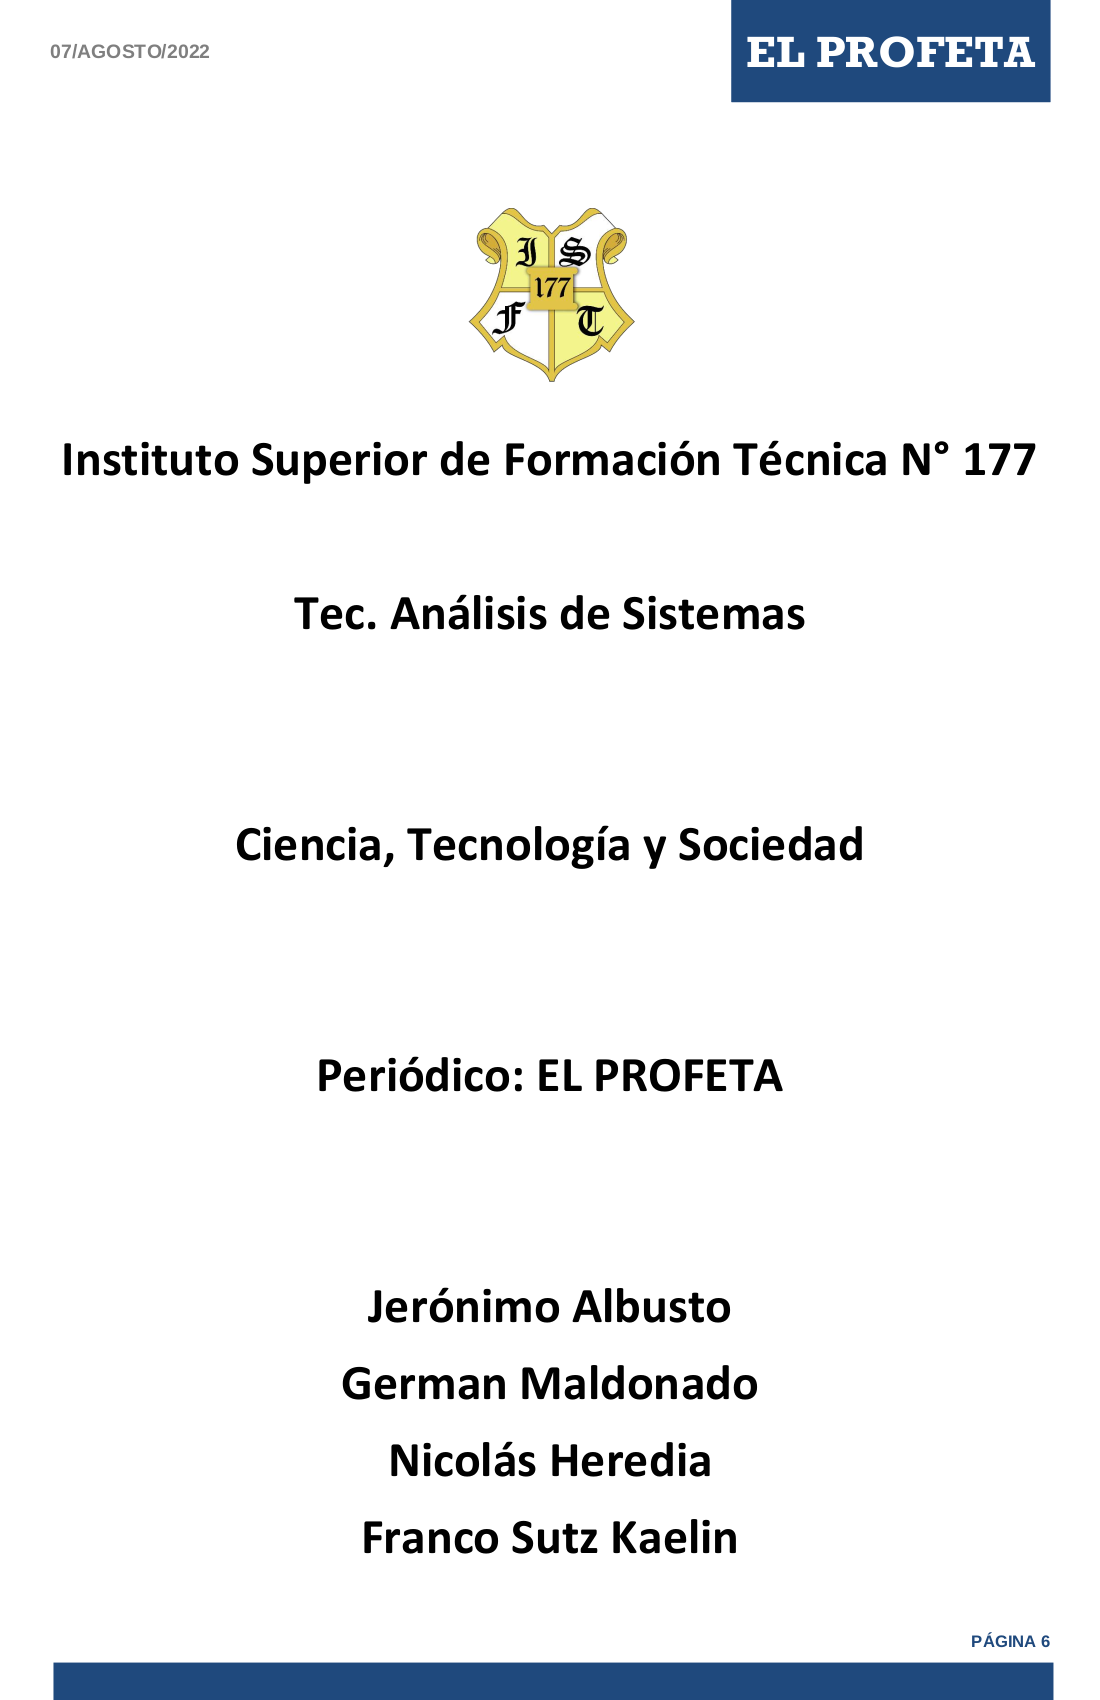 07/AGOSTO/2022
EL PROFETA
I S
177
F T
Instituto Superior de Formación Técnica N° 177
Tec. Análisis de Sistemas
Ciencia, Tecnología y Sociedad
Periódico: EL PROFETA
Jerónimo Albusto
German Maldonado
Nicolás Heredia
Franco Sutz Kaelin
PÁGINA 6